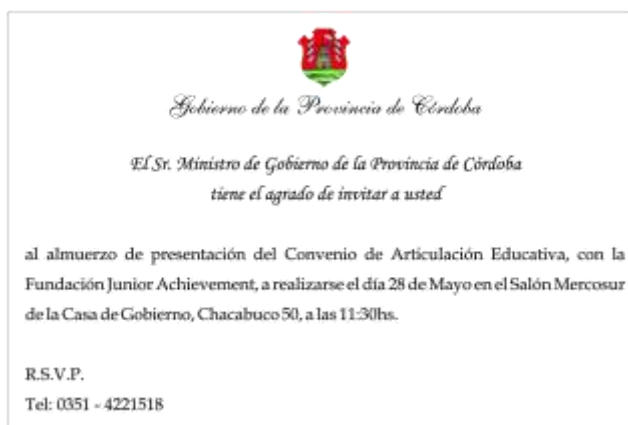 Gobierno de la Provincia de Córdoba
El Sr. Ministro de Gobierno de la Provincia de Córdoba
tiene el agrado de invitar a usted
al almuerzo de presentación del Convenio de Articulación Educativa, con la
Fundación Junior Achievement, a realizarse el día 28 de Mayo en el Salón Mercosur
de la Casa de Gobierno, Chacabuco 50, a las 11:30hs.
R.S.V.P.
Tel: 0351 - 4221518